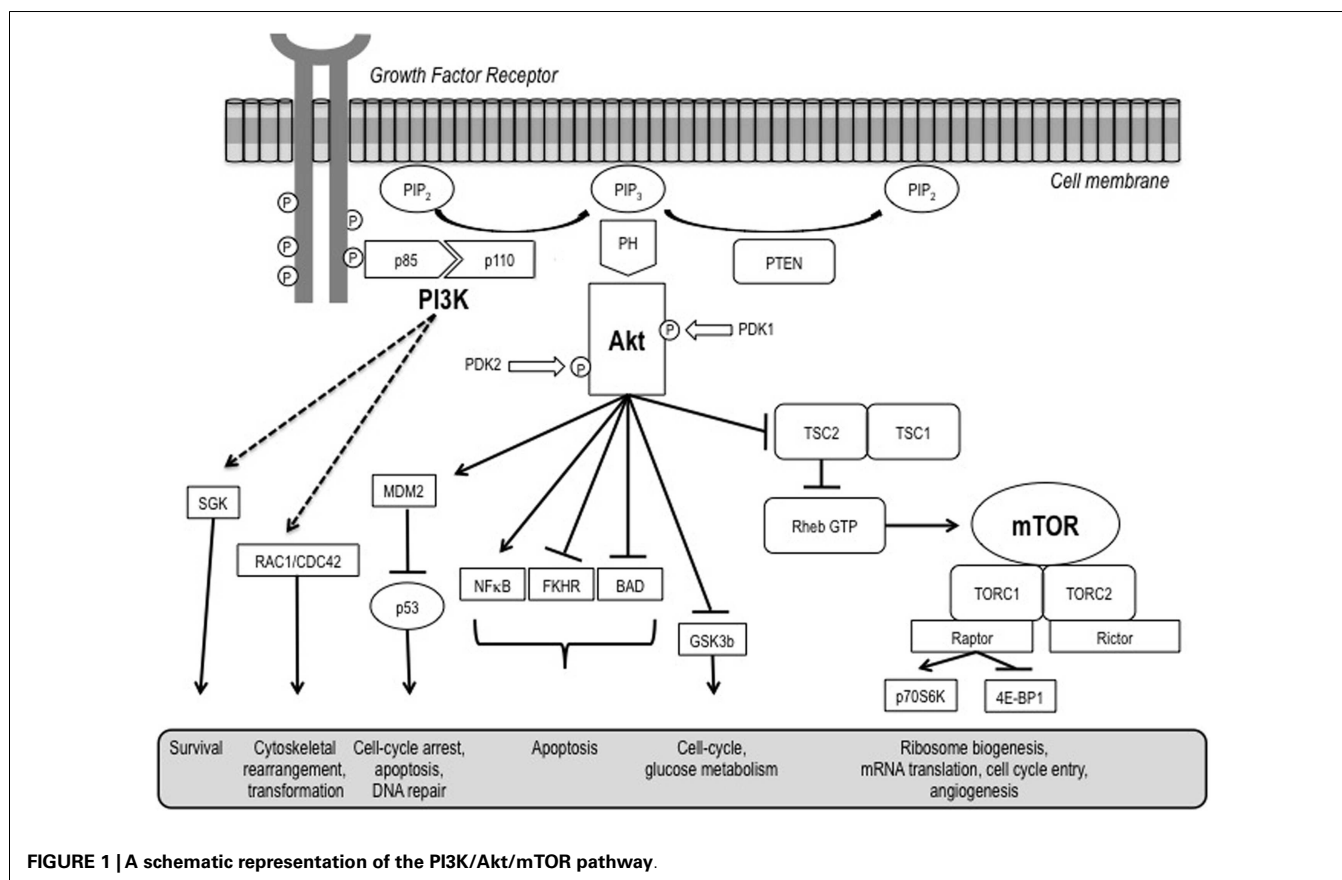 Growth Factor Receptor
Cell membrane
PIP2
PIP3
PIP2
P
P
P
P
P
p85
p110
PI3K
PH
PTEN
Akt
P
PDK1
PDK2
P
TSC2
TSC1
SGK
MDM2
Rheb GTP
mTOR
RAC1/CDC42
NFκB
FKHR
BAD
TORC1
TORC2
p53
GSK3b
Raptor
Rictor
p70S6K
4E-BP1
Survival
Cytoskeletal
rearrangement,
transformation
Cell-cycle arrest,
apoptosis,
DNA repair
Apoptosis
Cell-cycle,
glucose metabolism
Ribosome biogenesis,
mRNA translation, cell cycle entry,
angiogenesis
FIGURE 1 | A schematic representation of the PI3K/Akt/mTOR pathway.